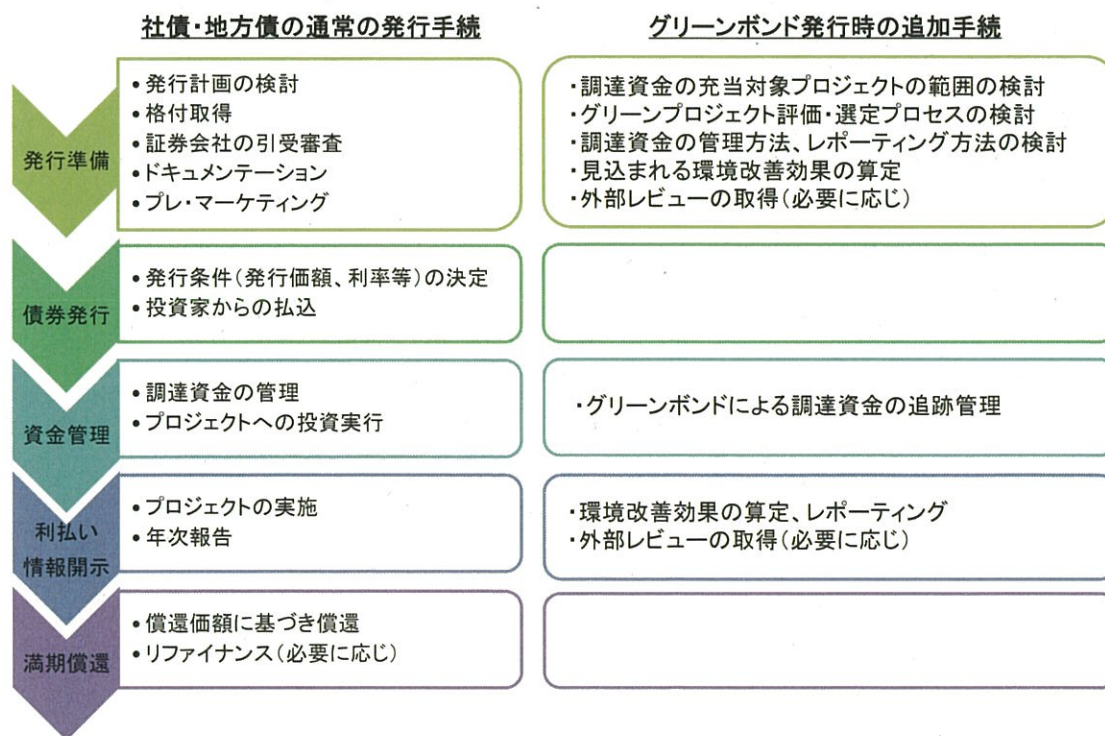 社債・地方債の通常の発行手続
グリーンボンド発行時の追加手続
発行準備
• 発行計画の検討
• 格付取得
• 証券会社の引受審査
• ドキュメンテーション
• プレ・マーケティング
・調達資金の充当対象プロジェクトの範囲の検討
・グリーンプロジェクト評価・選定プロセスの検討
・調達資金の管理方法、レポーティング方法の検討
・見込まれる環境改善効果の算定
・外部レビューの取得(必要に応じ)
債券発行
• 発行条件(発行価額、利率等)の決定
• 投資家からの払込
資金管理
• 調達資金の管理
• プロジェクトへの投資実行
・グリーンボンドによる調達資金の追跡管理
利払い
情報開示
• プロジェクトの実施
• 年次報告
・環境改善効果の算定、レポーティング
・外部レビューの取得(必要に応じ)
満期償還
• 償還価額に基づき償還
• リファイナンス(必要に応じ)